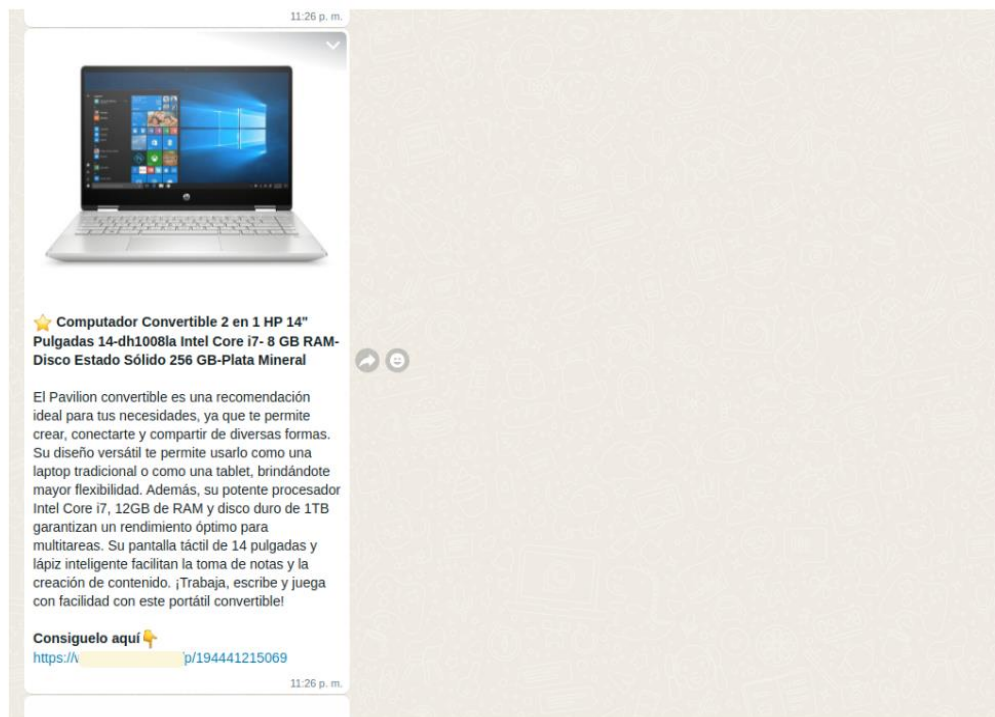 11:26 p. m.
⭐ Computador Convertible 2 en 1 HP 14"
Pulgadas 14-dh1008la Intel Core i7- 8 GB RAM-
Disco Estado Sólido 256 GB-Plata Mineral
El Pavilion convertible es una recomendación
ideal para tus necesidades, ya que te permite
crear, conectarte y compartir de diversas formas.
Su diseño versátil te permite usarlo como una
laptop tradicional o como una tablet, brindándote
mayor flexibilidad. Además, su potente procesador
Intel Core i7, 12GB de RAM y disco duro de 1TB
garantizan un rendimiento óptimo para
multitareas. Su pantalla táctil de 14 pulgadas y
lápiz inteligente facilitan la toma de notas y la
creación de contenido. ¡Trabaja, escribe y juega
con facilidad con este portátil convertible!
Consiguelo aquí👇
https:// p/194441215069
11:26 p. m.